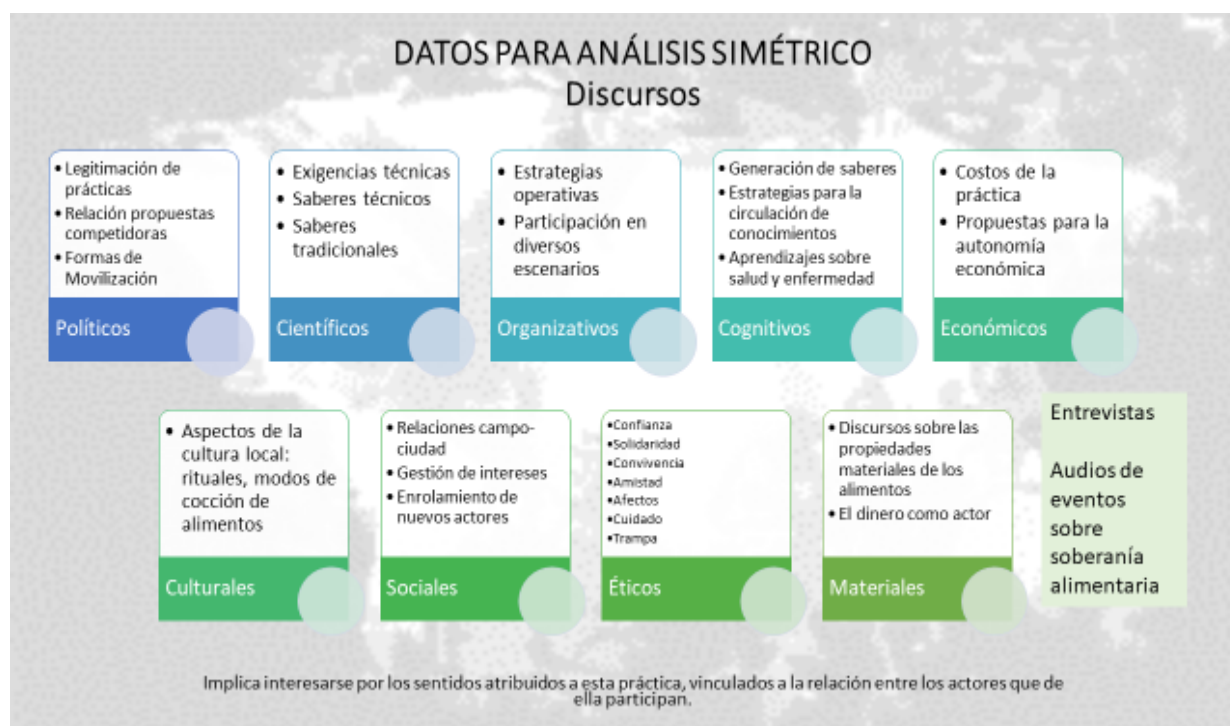 DATOS PARA ANÁLISIS SIMÉTRICO
Discursos
• Legitimación de
prácticas
• Relación propuestas
competidoras
• Formas de
Movilización
Políticos
• Exigencias técnicas
• Saberes técnicos
• Saberes
tradicionales
Científicos
• Estrategias
operativas
• Participación en
diversos
escenarios
Organizativos
• Generación de saberes
• Estrategias para la
circulación de
conocimientos
• Aprendizajes sobre
salud y enfermedad
Cognitivos
• Costos de la
práctica
• Propuestas para la
autonomía
económica
Económicos
• Aspectos de la
cultura local:
rituales, modos de
cocción de
alimentos
Culturales
• Relaciones campo-
ciudad
• Gestión de intereses
• Enrolamiento de
nuevos actores
Sociales
•Confianza
•Solidaridad
•Convivencia
•Amistad
•Afectos
•Cuidado
•Trampa
Éticos
• Discursos sobre las
propiedades
materiales de los
alimentos
• El dinero como actor
Materiales
Entrevistas
Audios de
eventos
sobre
soberanía
alimentaria
Implica interesarse por los sentidos atribuidos a esta práctica, vinculados a la relación entre los actores que de
ella participan.